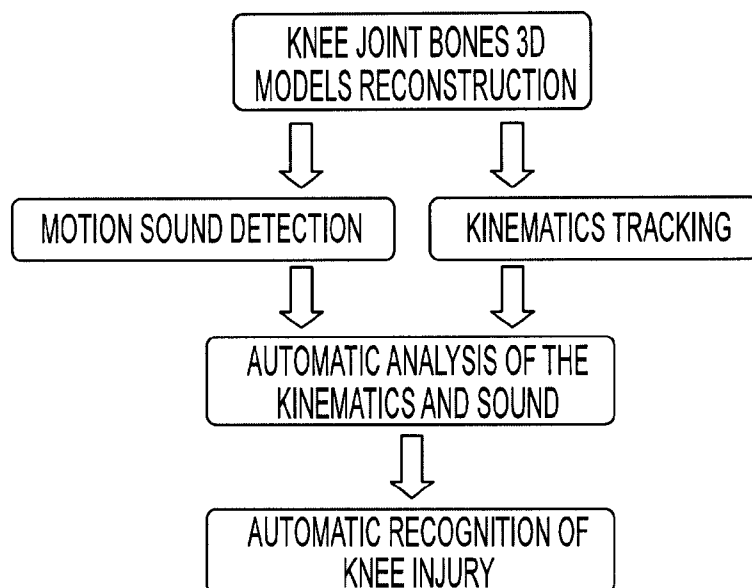 KNEE JOINT BONES 3D
MODELS RECONSTRUCTION
MOTION SOUND DETECTION
KINEMATICS TRACKING
AUTOMATIC ANALYSIS OF THE
KINEMATICS AND SOUND
AUTOMATIC RECOGNITION OF
KNEE INJURY